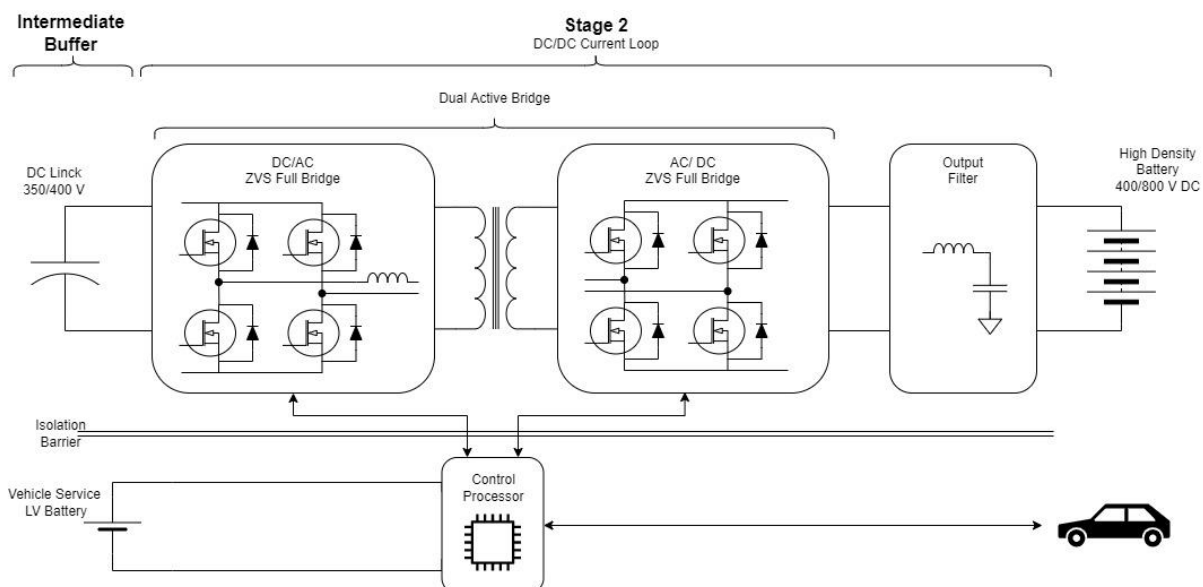 Intermediate
Buffer
Stage 2
DC/DC Current Loop
Dual Active Bridge
DC Linck
350/400 V
DC/AC
ZVS Full Bridge
AC/ DC
ZVS Full Bridge
Output
Filter
High Density
Battery
400/800 V DC
Isolation
Barrier
Vehicle Service
LV Battery
Control
Processor